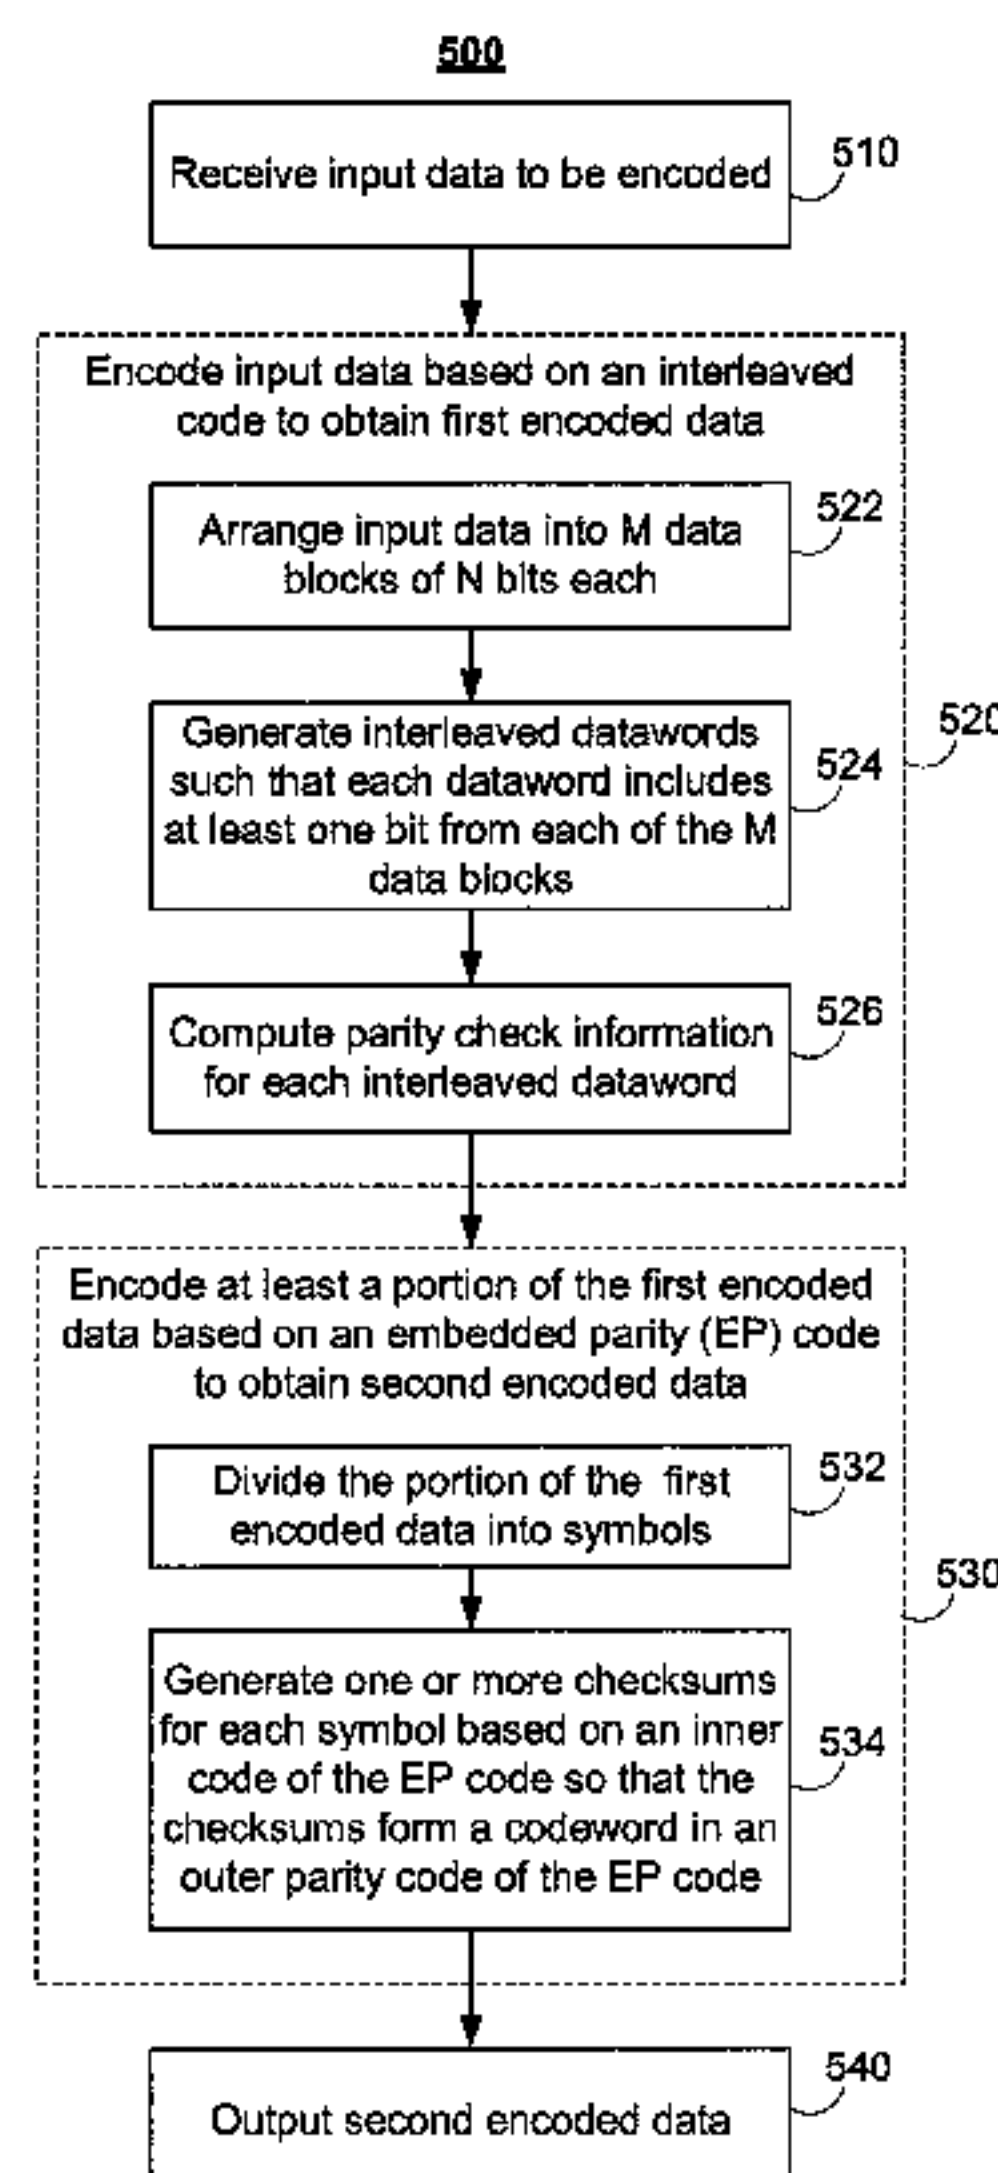 500
Receive input data to be encoded
510
Encode input data based on an interleaved
code to obtain first encoded data
Arrange input data into M data
blocks of N bits each
522
Generate interleaved datawords
such that each dataword includes
at least one bit from each of the M
data blocks
524
520
Compute parity check information
for each interleaved dataword
526
Encode at least a portion of the first encoded
data based on an embedded parity (EP) code
to obtain second encoded data
Divide the portion of the first
encoded data into symbols
532
530
Generate one or more checksums
for each symbol based on an inner
code of the EP code so that the
checksums form a codeword in an
outer parity code of the EP code
534
Output second encoded data
540